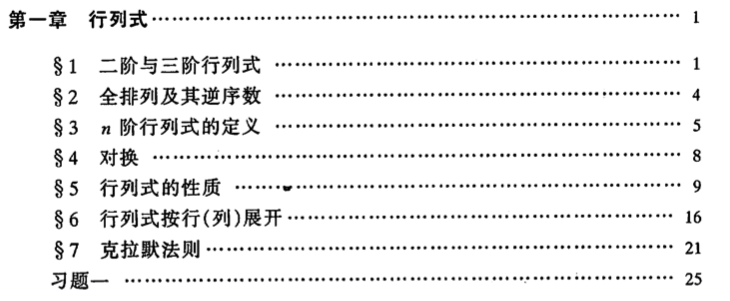 第一章 行列式……………………………………………………………… 1
§1 二阶与三阶行列式 ………………………………………………… 1
§2 全排列及其逆序数 ………………………………………………… 4
§3 n 阶行列式的定义 ………………………………………………… 5
§4 对换 ………………………………………………………………… 8
§5 行列式的性质 ……………………………………………………… 9
§6 行列式按行(列)展开……………………………………………… 16
§7 克拉默法则………………………………………………………… 21
习题一 ………………………………………………………………… 25